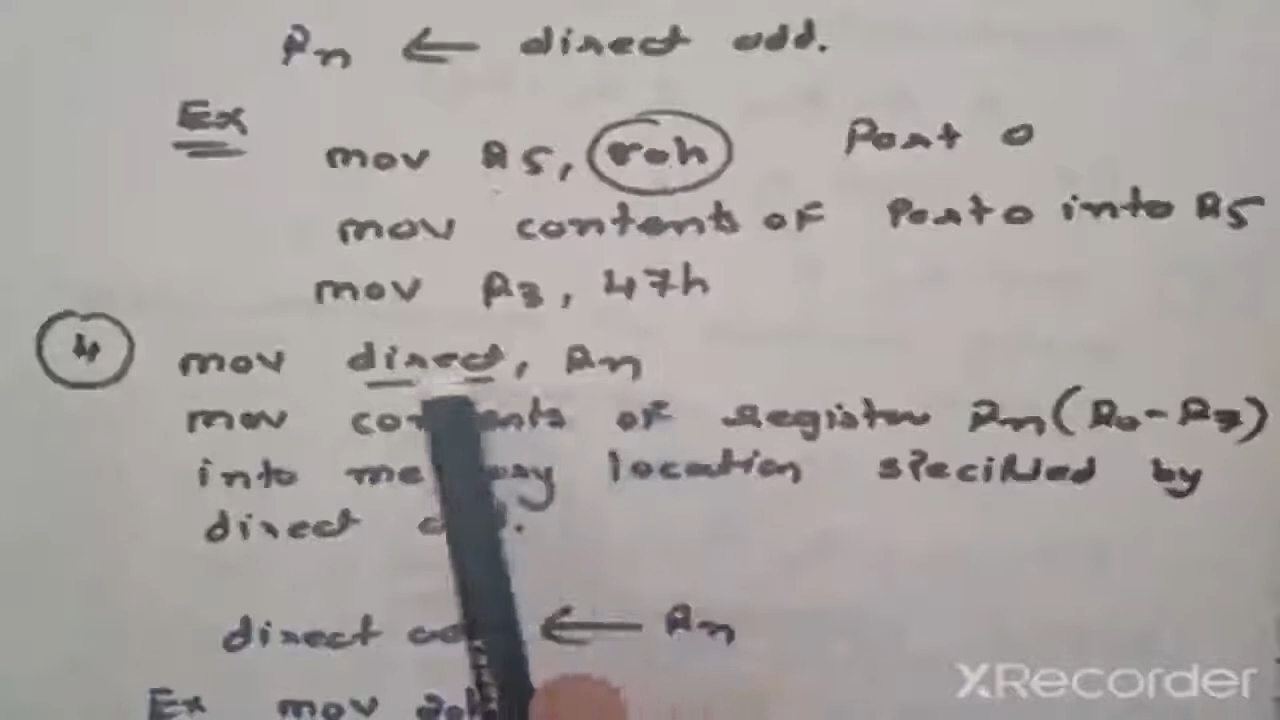 Rn ← direct add.
Ex
mov R5, 80h Port 0
mov contents of Port 0 into R5
mov R3, 47h
4 mov direct, Rn
mov contents of register Rn (R0-R7)
into memory location specified by
direct
direct ← Rn
Ex mov
XRecorder